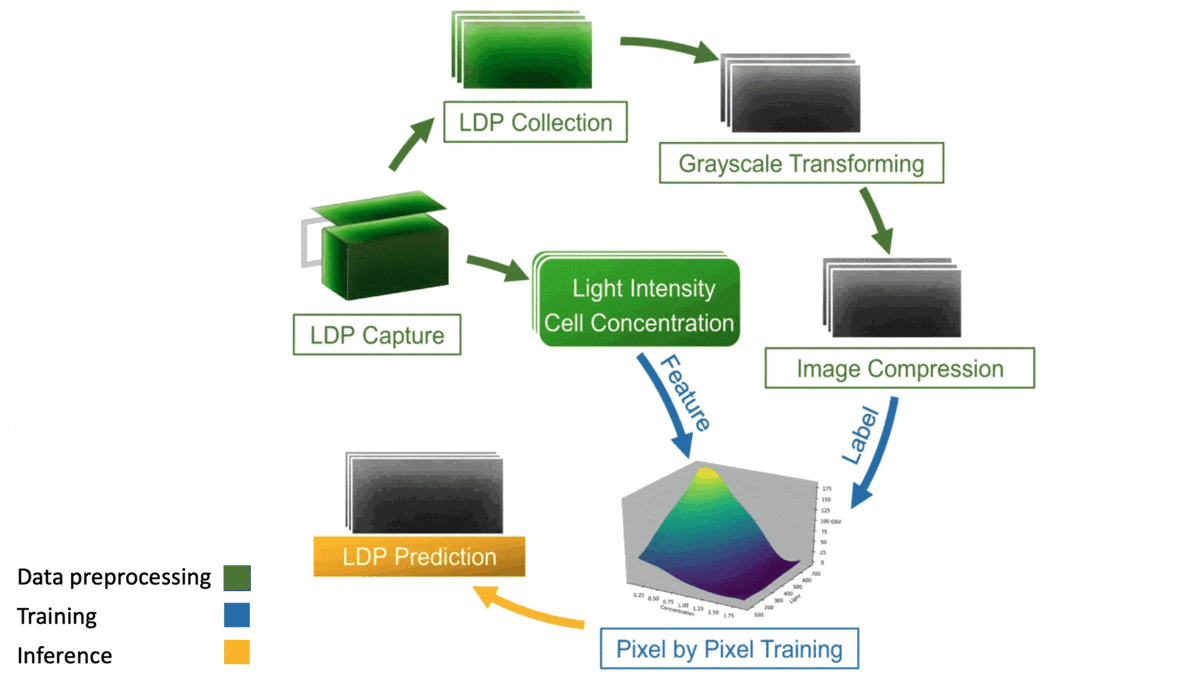 LDP Collection
Grayscale Transforming
LDP Capture
Light Intensity
Cell Concentration
Image Compression
Feature
Label
175
150
125
100 GSV
75
50
25
0
700
600
500
400
300
200
100
Light
0.25 0.50 0.75 1.00 1.25 1.50 1.75
Concentration
LDP Prediction
Pixel by Pixel Training
Data preprocessing
Training
Inference